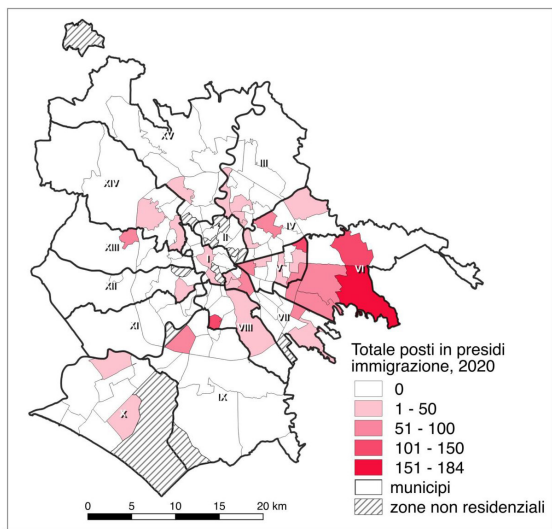 XV
III
XIV
IV
II
XIII
I
V
VI
XII
XI
VIII
VII
IX
X
Totale posti in presidi
immigrazione, 2020
0
1 - 50
51 - 100
101 - 150
151 - 184
municipi
zone non residenziali
0 5 10 15 20 km